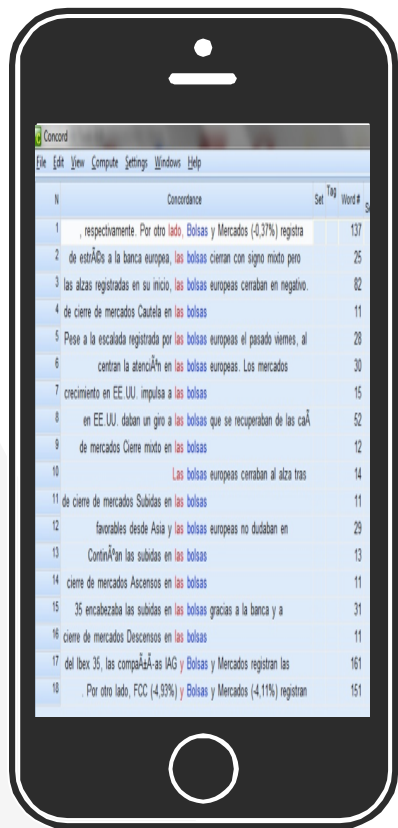 Concord
File Edit View Compute Settings Windows Help
N Concordance Set Tag Word #
1 , respectivamente. Por otro lado, Bolsas y Mercados (-0,37%) registra 137
2 de estrÃ©s a la banca europea, las bolsas cierran con signo mixto pero 25
3 las alzas registradas en su inicio, las bolsas europeas cerraban en negativo. 82
4 de cierre de mercados Cautela en las bolsas 11
5 Pese a la escalada registrada por las bolsas europeas el pasado viernes, al 28
6 centran la atenciÃ³n en las bolsas europeas. Los mercados 30
7 crecimiento en EE.UU. impulsa a las bolsas 15
8 en EE.UU. daban un giro a las bolsas que se recuperaban de las caÃ 52
9 de mercados Cierre mixto en las bolsas 12
10 Las bolsas europeas cerraban al alza tras 14
11 de cierre de mercados Subidas en las bolsas 11
12 favorables desde Asia y las bolsas europeas no dudaban en 29
13 ContinÃºan las subidas en las bolsas 13
14 cierre de mercados Ascensos en las bolsas 11
15 35 encabezaba las subidas en las bolsas gracias a la banca y a 31
16 cierre de mercados Descensos en las bolsas 11
17 del Ibex 35, las compaÃ±Ã-as IAG y Bolsas y Mercados registran las 161
18 . Por otro lado, FCC (-4,93%) y Bolsas y Mercados (-4,11%) registran 151